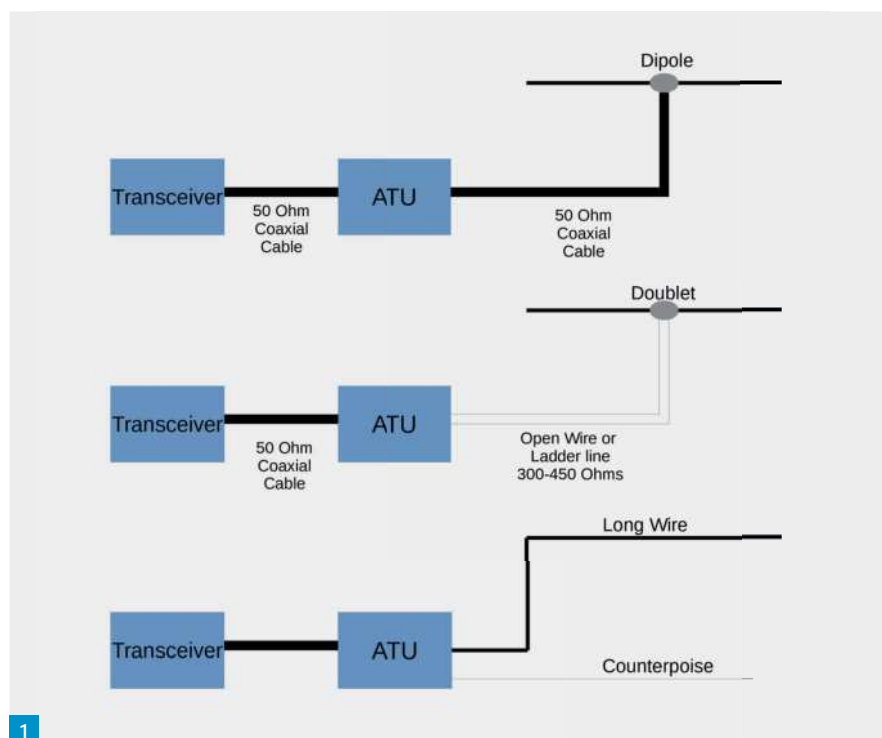 Dipole
Transceiver
ATU
50 Ohm
Coaxial
Cable
50 Ohm
Coaxial
Cable
Doublet
Transceiver
ATU
50 Ohm
Coaxial
Cable
Open Wire or
Ladder line
300-450 Ohms
Long Wire
Transceiver
ATU
Counterpoise
1